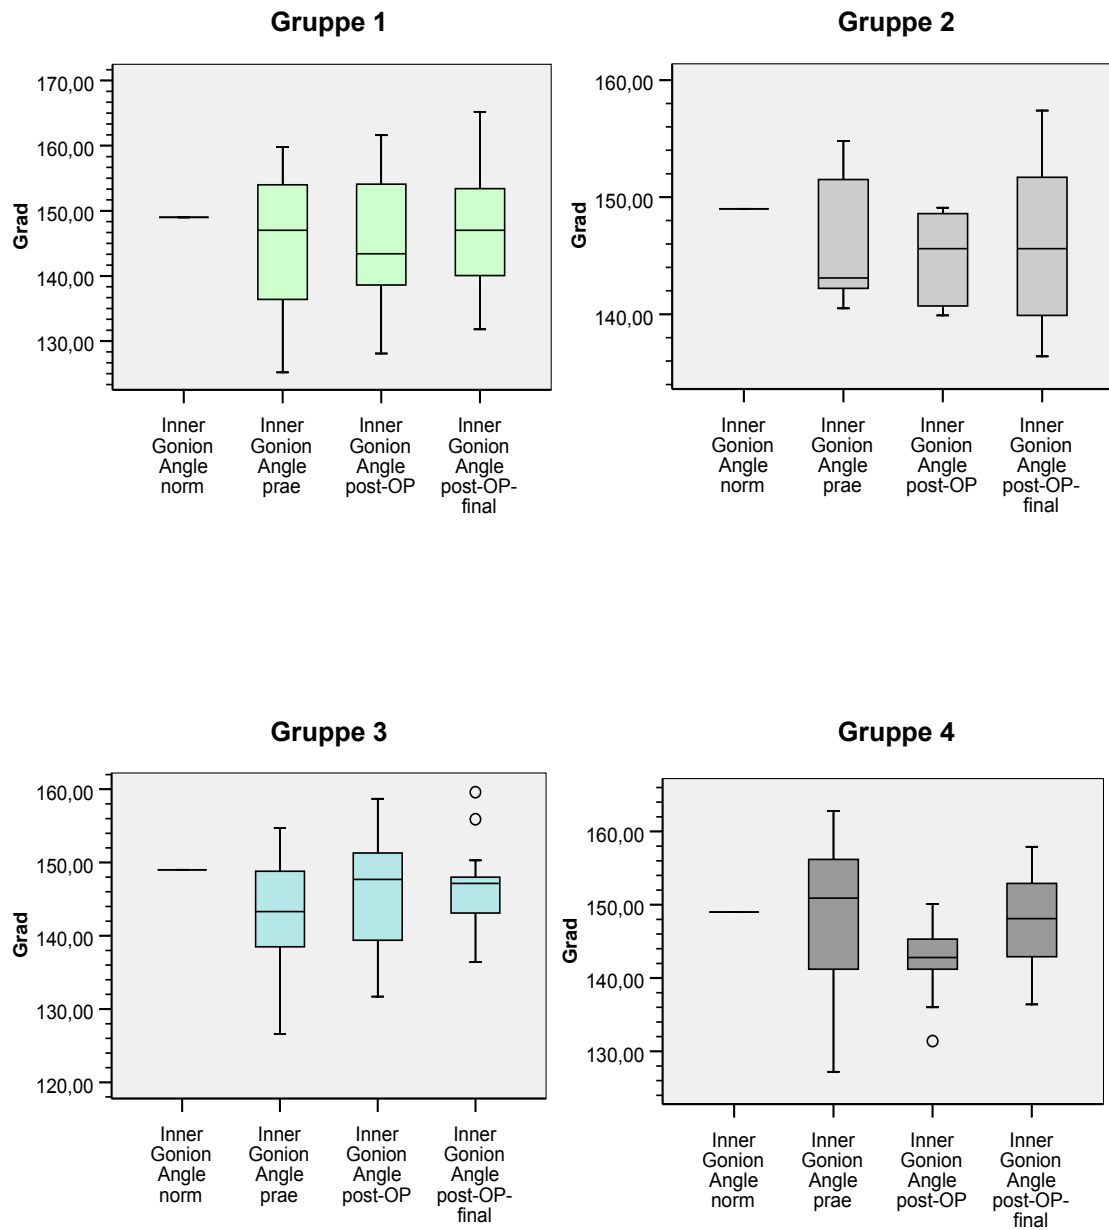 Gruppe 1
170,00
160,00
150,00
140,00
130,00
Grad
Inner
Gonion
Angle
norm
Inner
Gonion
Angle
prae
Inner
Gonion
Angle
post-OP
Inner
Gonion
Angle
post-OP-
final
Gruppe 2
160,00
150,00
140,00
Grad
Inner
Gonion
Angle
norm
Inner
Gonion
Angle
prae
Inner
Gonion
Angle
post-OP
Inner
Gonion
Angle
post-OP-
final
Gruppe 3
160,00
150,00
140,00
130,00
120,00
Grad
Inner
Gonion
Angle
norm
Inner
Gonion
Angle
prae
Inner
Gonion
Angle
post-OP
Inner
Gonion
Angle
post-OP-
final
Gruppe 4
160,00
150,00
140,00
130,00
Grad
Inner
Gonion
Angle
norm
Inner
Gonion
Angle
prae
Inner
Gonion
Angle
post-OP
Inner
Gonion
Angle
post-OP-
final